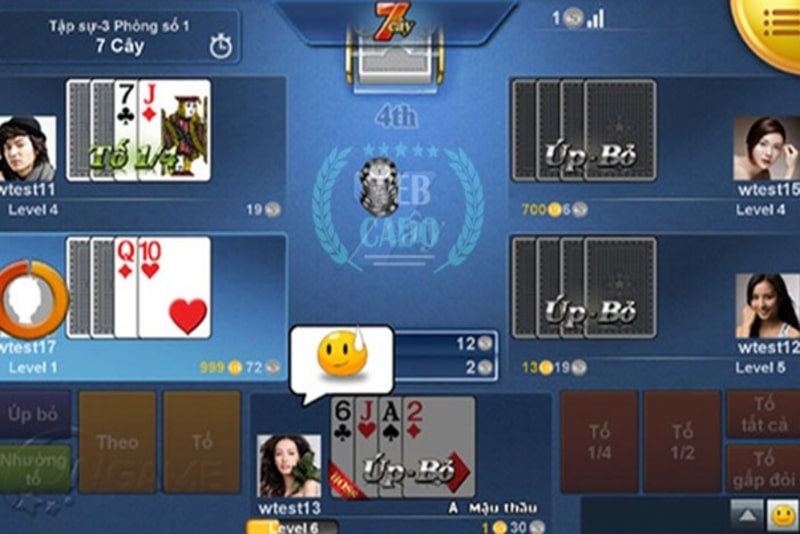 Tập sự-3 Phòng số 1
7 Cây
7 Cây
1
7 J
Tố 1/4
wtest11
Level 4
19
4th
WEB
CADO
Úp-Bỏ
wtest15
700 6
Level 4
Q 10
wtest17
Level 1
999 72
Úp-Bỏ
wtest12
13 19
Level 5
12
2
Úp bỏ
Nhường tố
Theo
Tố
6 J A 2
Úp-Bỏ
wtest13
A Mậu thầu
Level 6
1 30
Tố
1/4
Tố
1/2
Tố
tất cả
Tố
gấp đôi